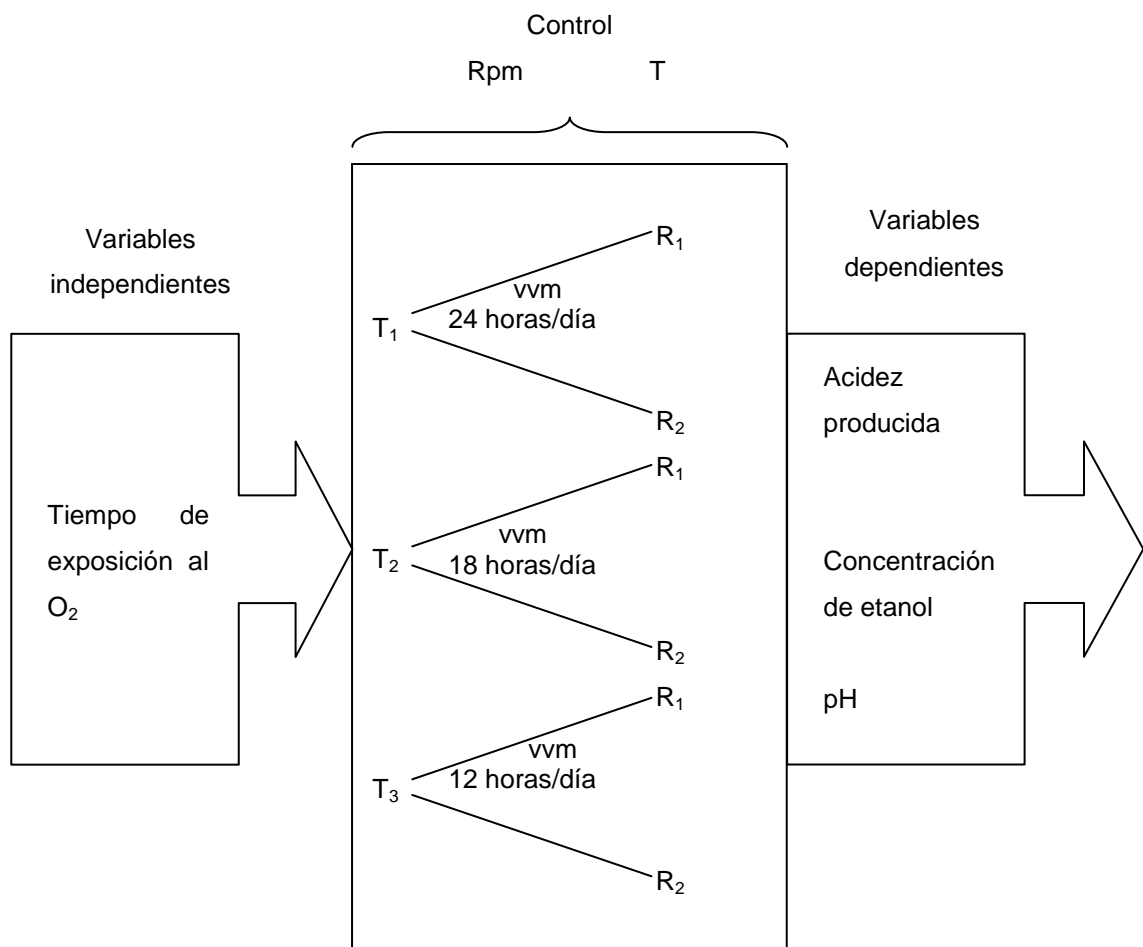 Control
Rpm T
Variables
independientes
Tiempo de
exposición al
O₂
T₁
vvm
24 horas/día
R₁
R₂
T₂
vvm
18 horas/día
R₁
R₂
T₃
vvm
12 horas/día
R₁
R₂
Variables
dependientes
Acidez
producida
Concentración
de etanol
pH